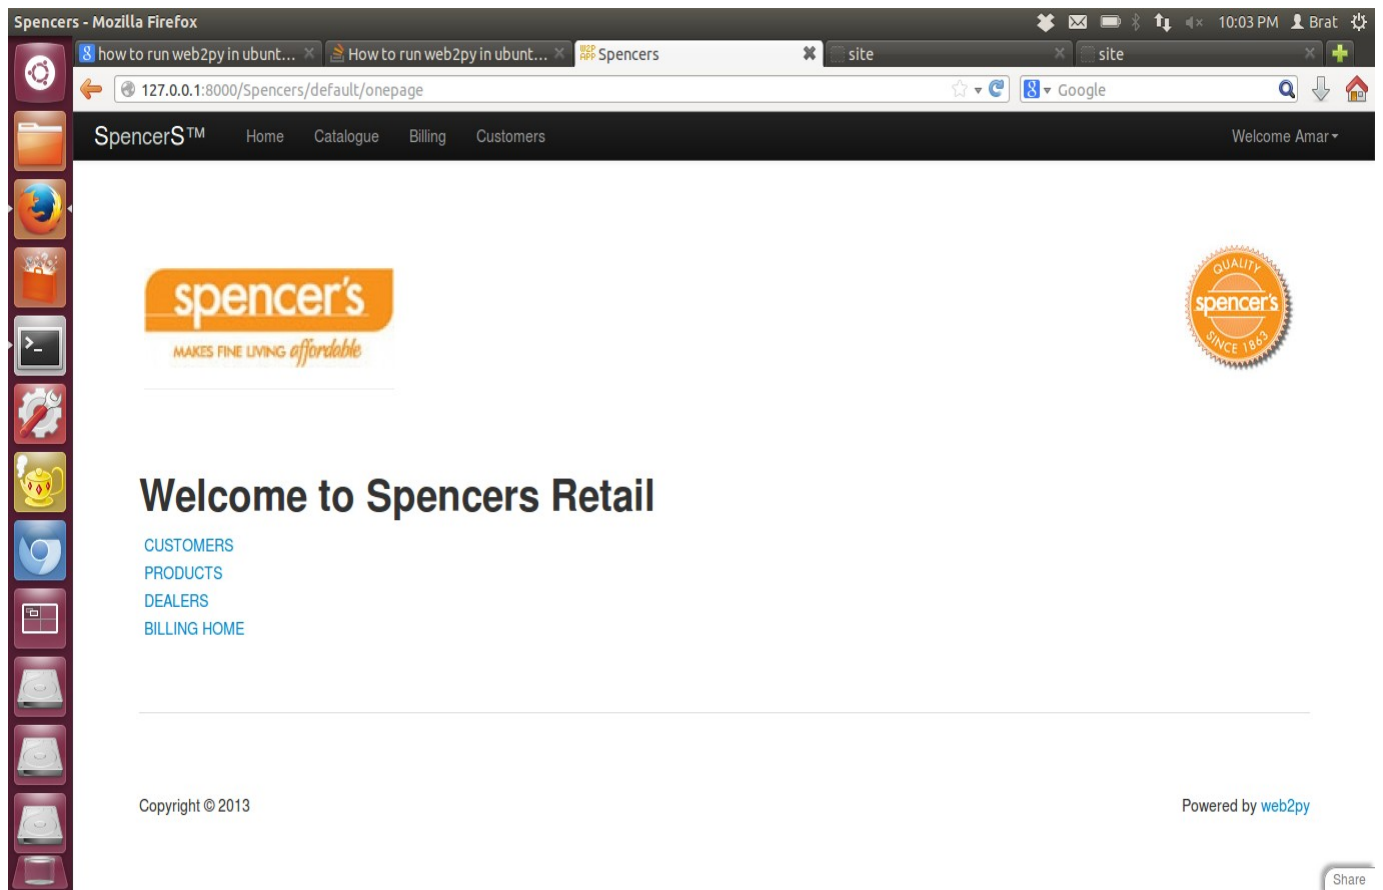 Spencers - Mozilla Firefox
10:03 PM Brat
how to run web2py in ubunt...
How to run web2py in ubunt...
W2P APP Spencers
site
site
127.0.0.1:8000/Spencers/default/onepage
8 Google
SpencerS™ Home Catalogue Billing Customers Welcome Amar
spencer's
MAKES FINE LIVING affordable
QUALITY
spencer's
SINCE 1863
Welcome to Spencers Retail
CUSTOMERS
PRODUCTS
DEALERS
BILLING HOME
Copyright © 2013
Powered by web2py
Share